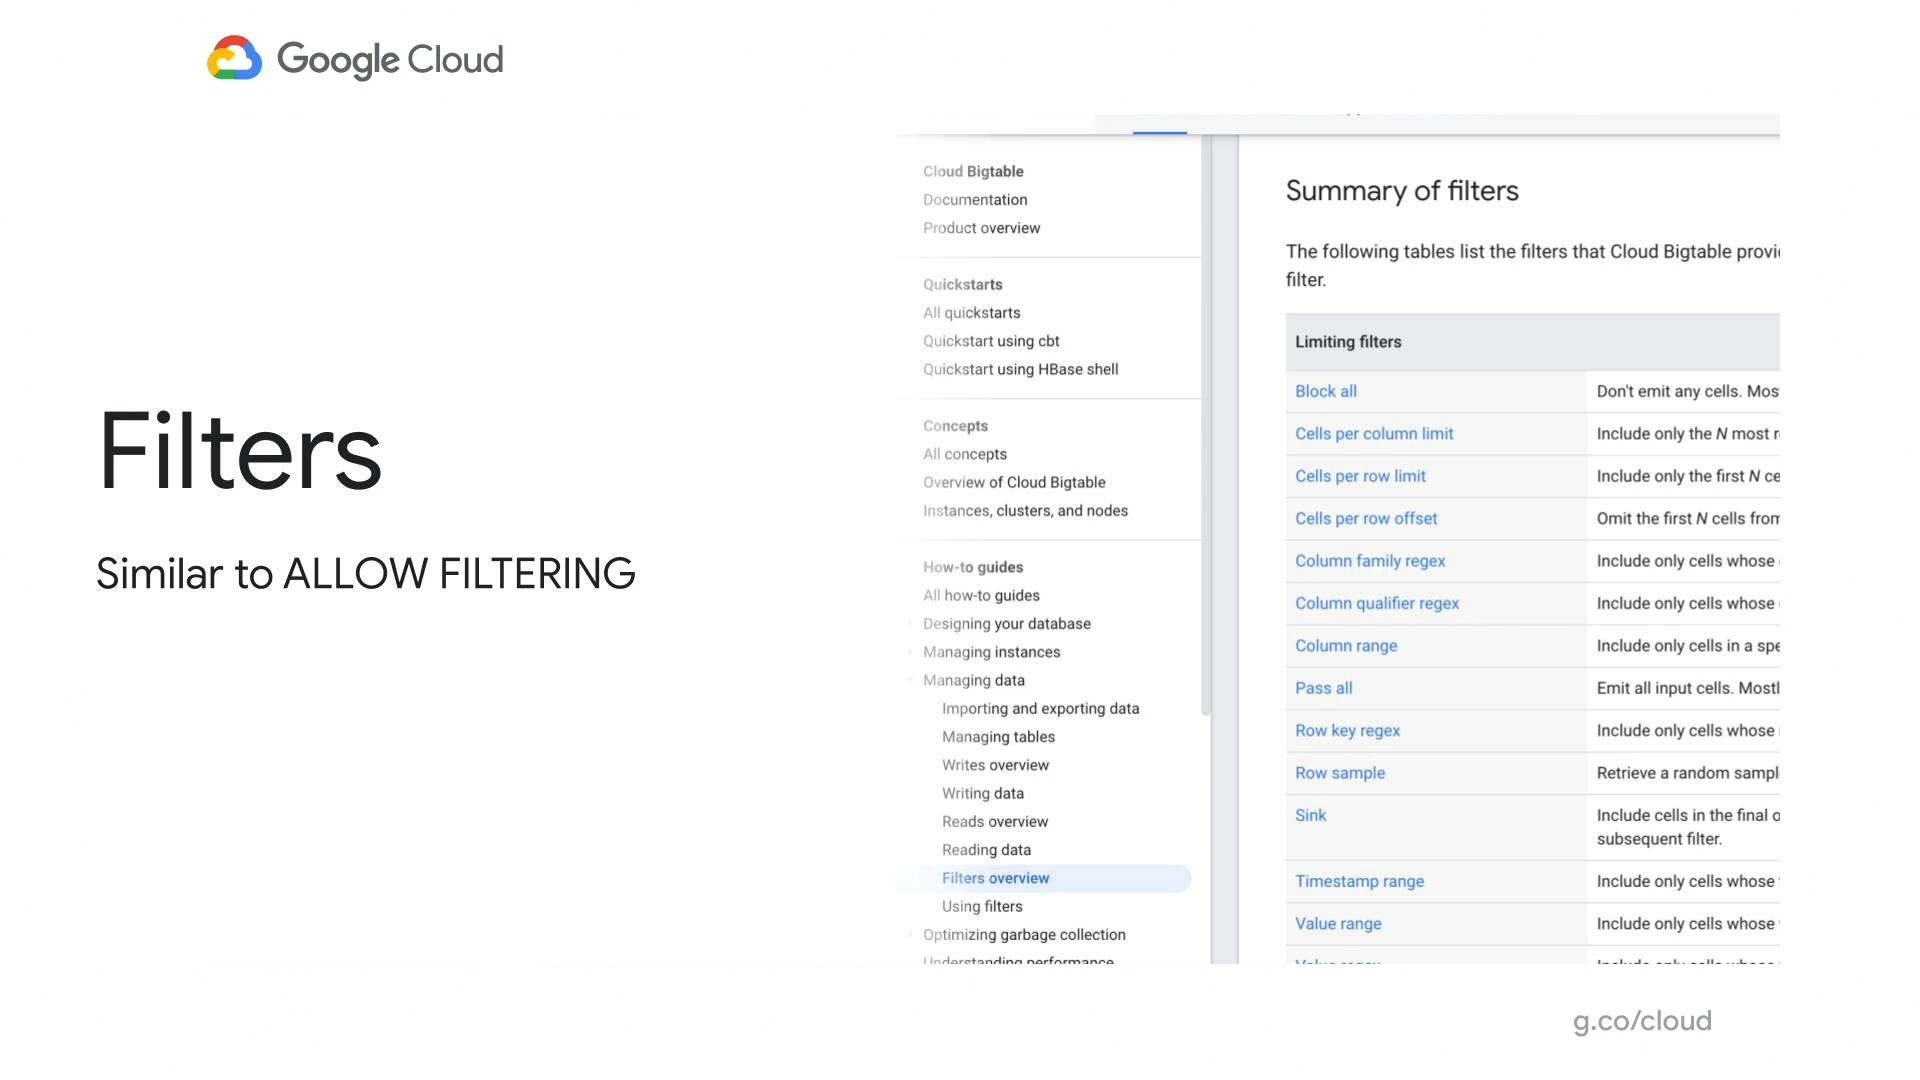 Google Cloud
Filters
Similar to ALLOW FILTERING
Cloud Bigtable
Documentation
Product overview
Quickstarts
All quickstarts
Quickstart using cbt
Quickstart using HBase shell
Concepts
All concepts
Overview of Cloud Bigtable
Instances, clusters, and nodes
How-to guides
All how-to guides
Designing your database
Managing instances
Managing data
Importing and exporting data
Managing tables
Writes overview
Writing data
Reads overview
Reading data
Filters overview
Using filters
Optimizing garbage collection
Understanding performance
Summary of filters
The following tables list the filters that Cloud Bigtable provi
filter.
Limiting filters
Block all Don't emit any cells. Mos
Cells per column limit Include only the N most r
Cells per row limit Include only the first N ce
Cells per row offset Omit the first N cells from
Column family regex Include only cells whose
Column qualifier regex Include only cells whose
Column range Include only cells in a spe
Pass all Emit all input cells. Mostl
Row key regex Include only cells whose
Row sample Retrieve a random sampl
Sink Include cells in the final o
subsequent filter.
Timestamp range Include only cells whose
Value range Include only cells whose
Value regex Include only cells whose
g.co/cloud